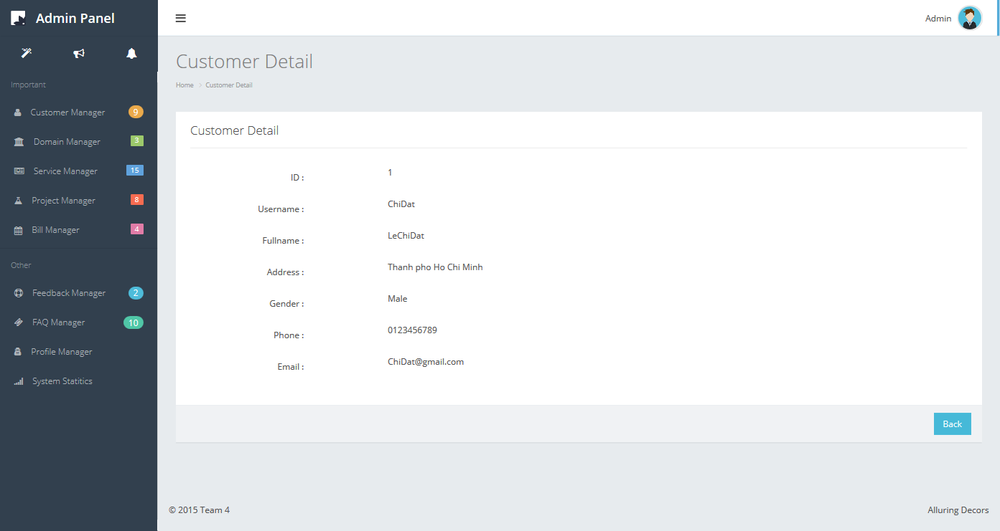 Admin Panel
Admin
Important
Customer Manager 9
Domain Manager 3
Service Manager 15
Project Manager 8
Bill Manager 4
Other
Feedback Manager 2
FAQ Manager 10
Profile Manager
System Statitics
Customer Detail
Home > Customer Detail
Customer Detail
ID : 1
Username : ChiDat
Fullname : LeChiDat
Address : Thanh pho Ho Chi Minh
Gender : Male
Phone : 0123456789
Email : ChiDat@gmail.com
Back
© 2015 Team 4
Alluring Decors